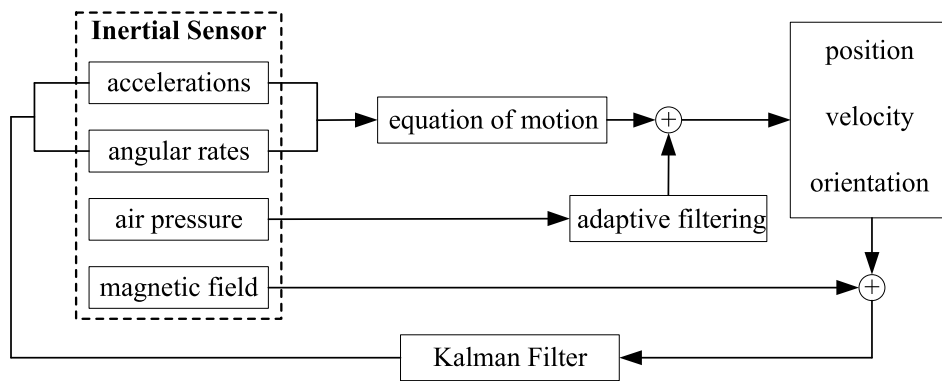 Inertial Sensor
accelerations
angular rates
air pressure
magnetic field
equation of motion
+
adaptive filtering
position
velocity
orientation
+
Kalman Filter